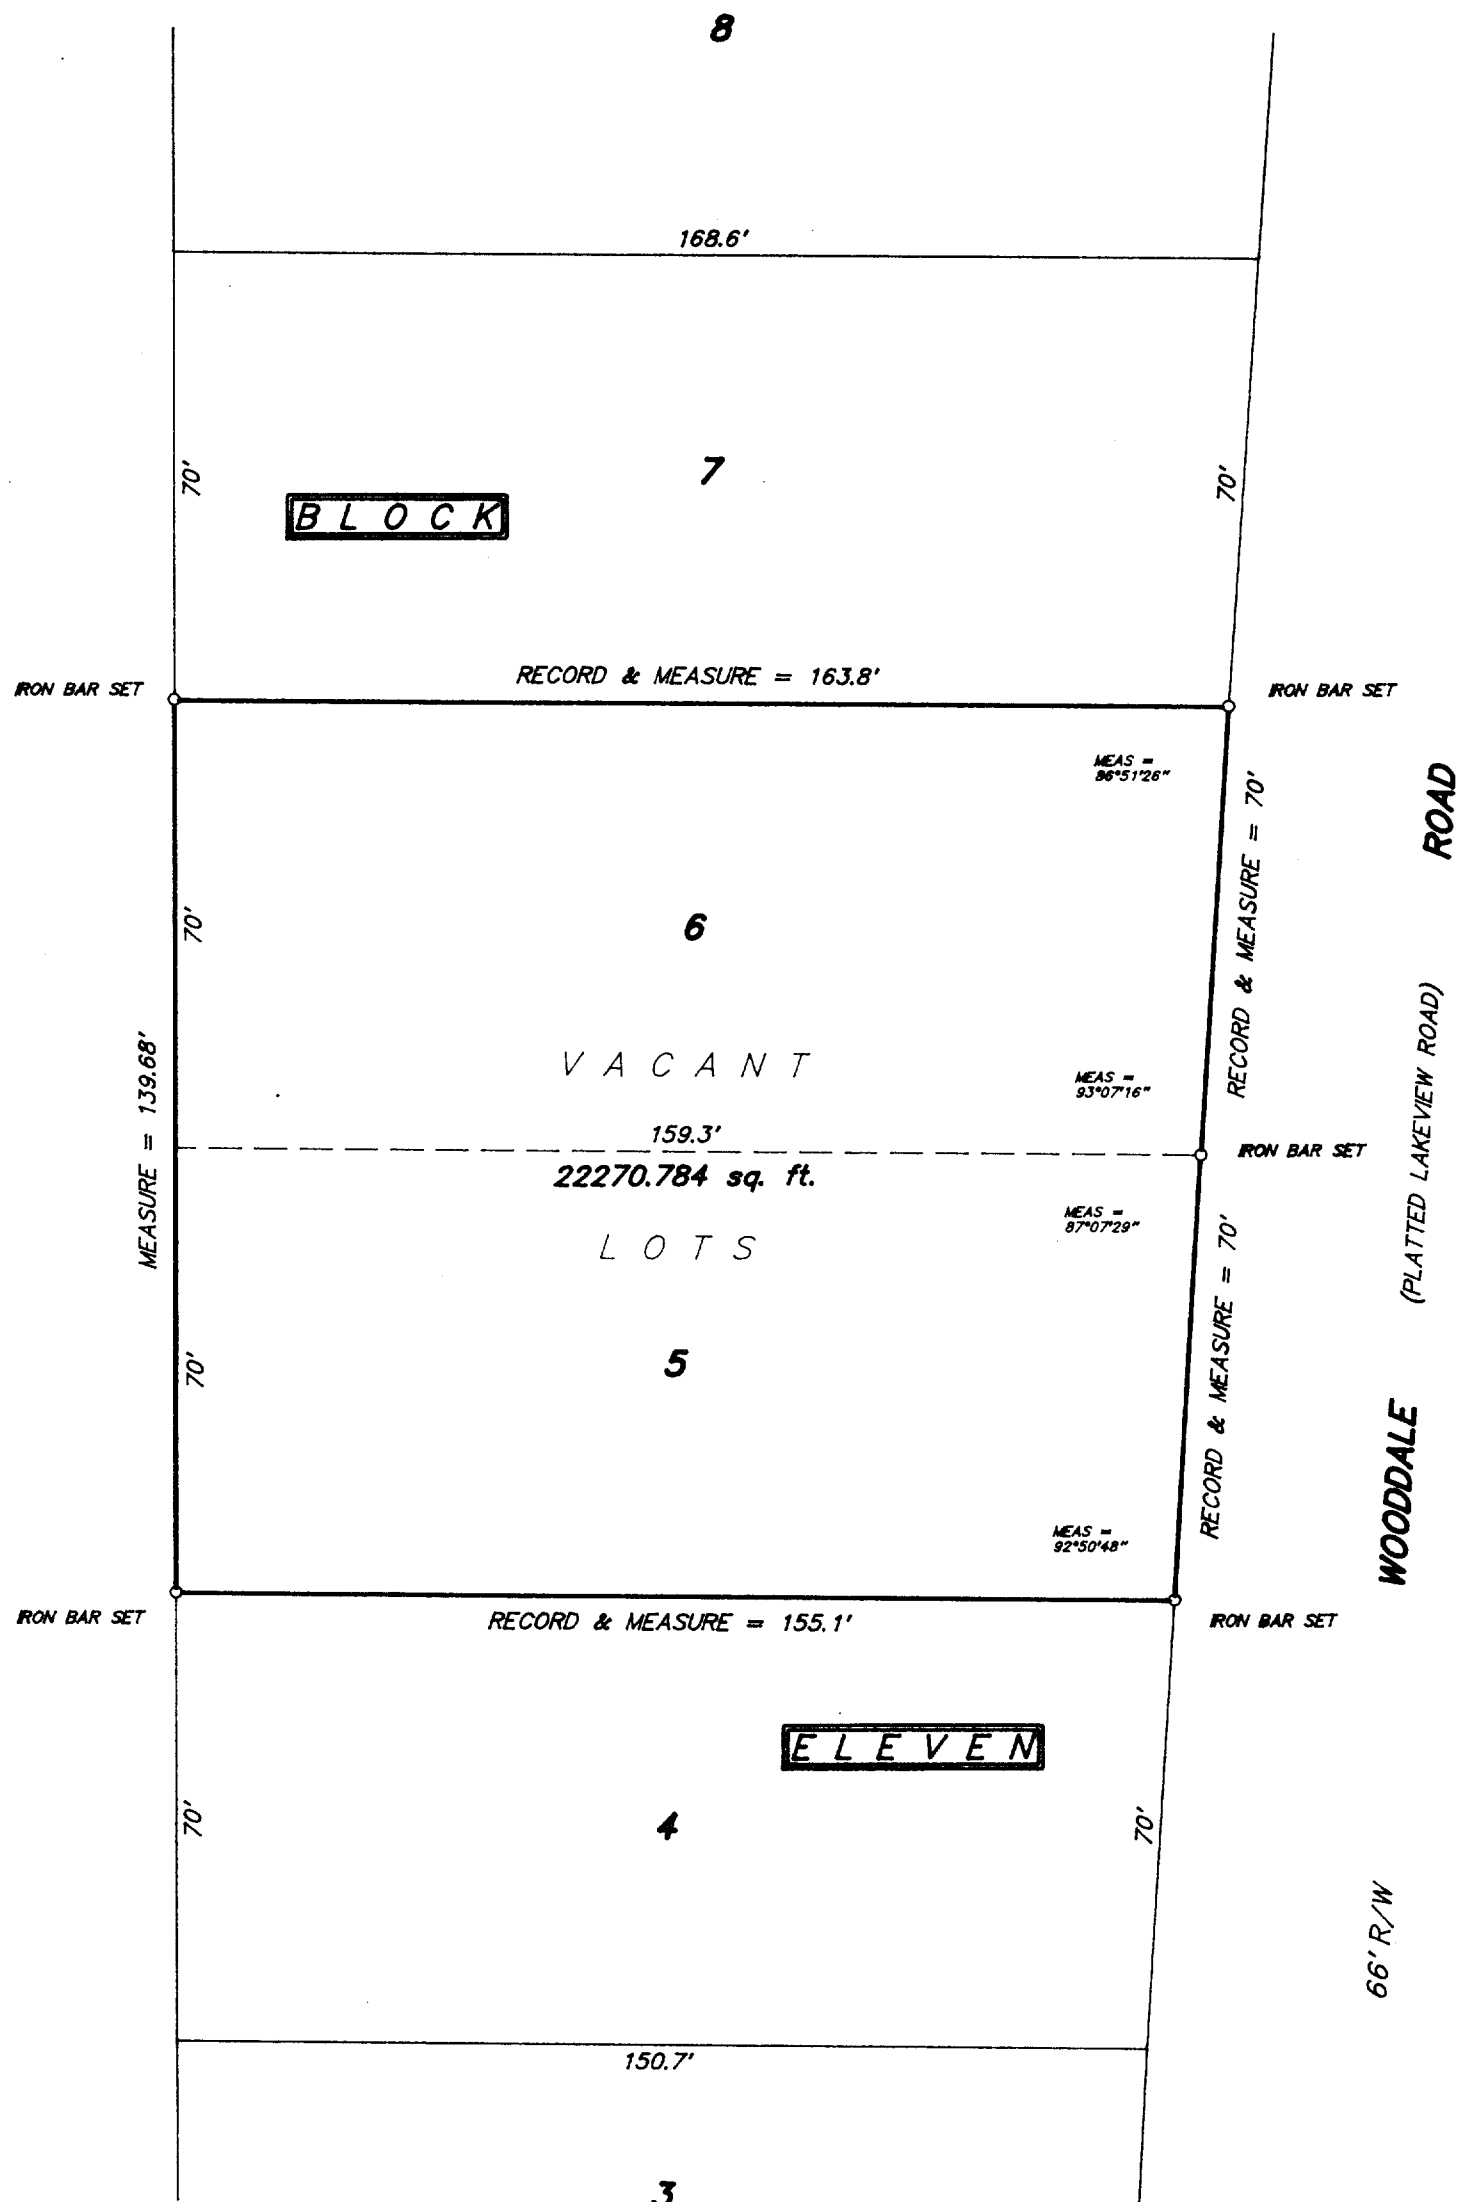 8
168.6'
7
70'
70'
B L O C K
RECORD & MEASURE = 163.8'
IRON BAR SET
IRON BAR SET
MEAS =
86°51'26"
ROAD
RECORD & MEASURE = 70'
70'
6
(PLATTED LAKEVIEW ROAD)
MEASURE = 139.68'
V A C A N T
MEAS =
93°07'16"
159.3'
IRON BAR SET
22270.784 sq. ft.
MEAS =
87°07'29"
L O T S
RECORD & MEASURE = 70'
70'
5
WOODDALE
MEAS =
92°50'48"
IRON BAR SET
RECORD & MEASURE = 155.1'
IRON BAR SET
E L E V E N
70'
4
70'
66' R/W
150.7'
3